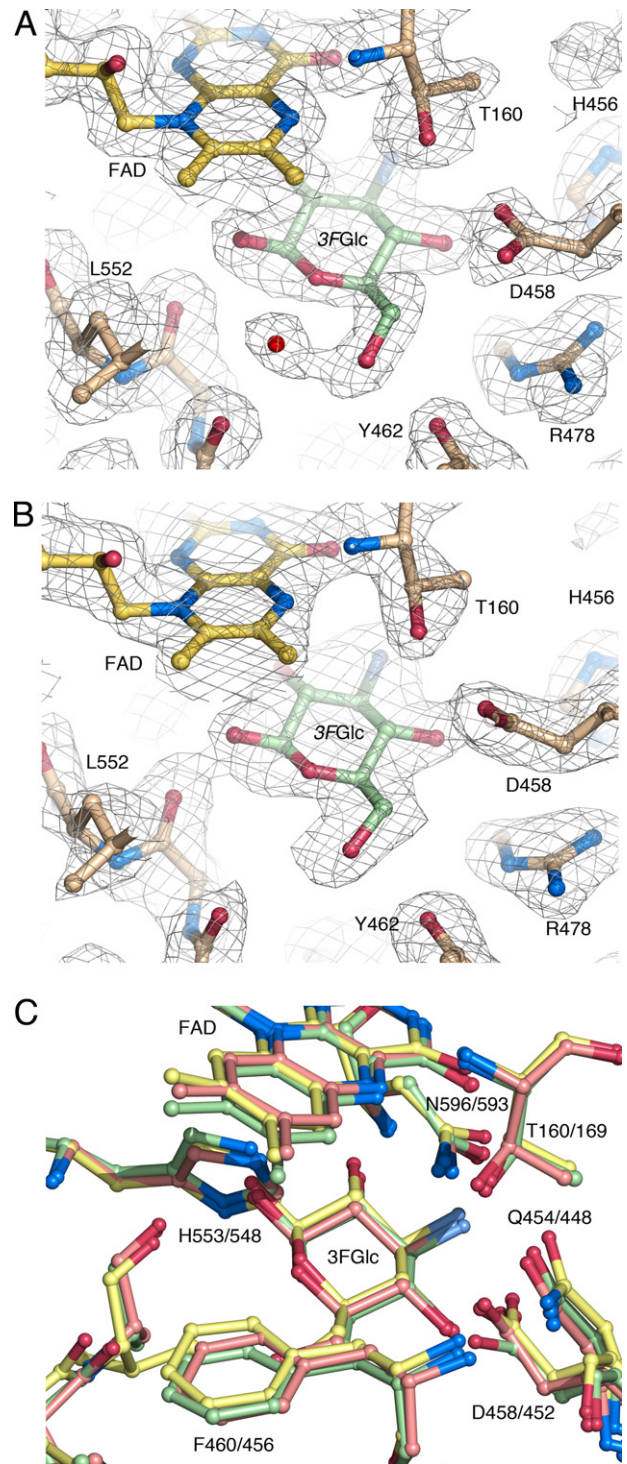 A
T160
H456
FAD
3FGlc
L552
D458
R478
Y462
B
T160
H456
FAD
3FGlc
L552
D458
R478
Y462
C
FAD
N596/593
T160/169
H553/548
3FGlc
Q454/448
D458/452
F460/456